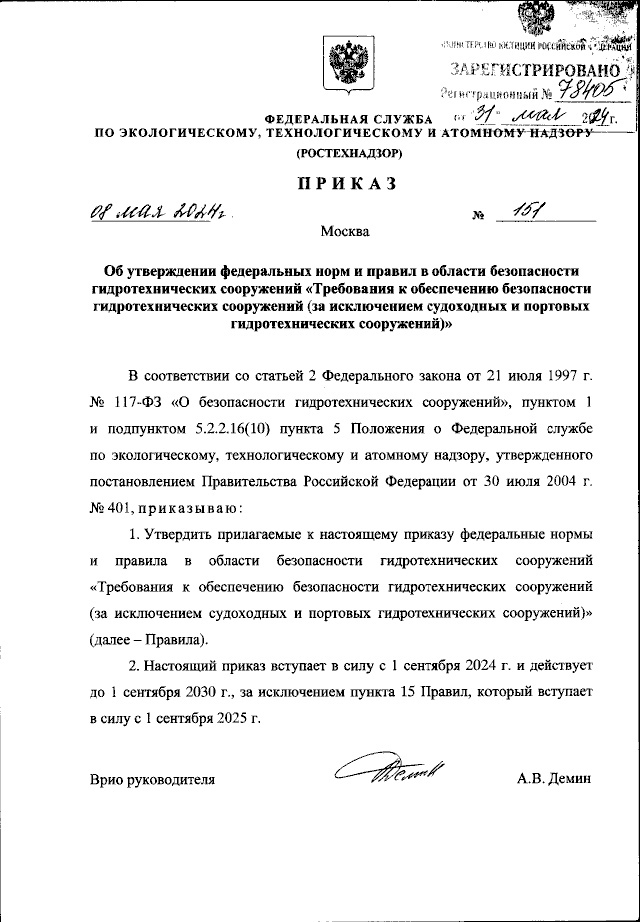 МИНИСТЕРСТВО ЮСТИЦИИ РОССИЙСКОЙ ФЕДЕРАЦИИ
ЗАРЕГИСТРИРОВАНО
Регистрационный № 78405
от "31" мая 2024 г.
ФЕДЕРАЛЬНАЯ СЛУЖБА
ПО ЭКОЛОГИЧЕСКОМУ, ТЕХНОЛОГИЧЕСКОМУ И АТОМНОМУ НАДЗОРУ
(РОСТЕХНАДЗОР)
ПРИКАЗ
08 мая 2024 г. № 151
Москва
Об утверждении федеральных норм и правил в области безопасности
гидротехнических сооружений «Требования к обеспечению безопасности
гидротехнических сооружений (за исключением судоходных и портовых
гидротехнических сооружений)»
В соответствии со статьей 2 Федерального закона от 21 июля 1997 г.
№ 117-ФЗ «О безопасности гидротехнических сооружений», пунктом 1
и подпунктом 5.2.2.16(10) пункта 5 Положения о Федеральной службе
по экологическому, технологическому и атомному надзору, утвержденного
постановлением Правительства Российской Федерации от 30 июля 2004 г.
№ 401, приказываю:
1. Утвердить прилагаемые к настоящему приказу федеральные нормы
и правила в области безопасности гидротехнических сооружений
«Требования к обеспечению безопасности гидротехнических сооружений
(за исключением судоходных и портовых гидротехнических сооружений)»
(далее – Правила).
2. Настоящий приказ вступает в силу с 1 сентября 2024 г. и действует
до 1 сентября 2030 г., за исключением пункта 15 Правил, который вступает
в силу с 1 сентября 2025 г.
Врио руководителя А.В. Демин